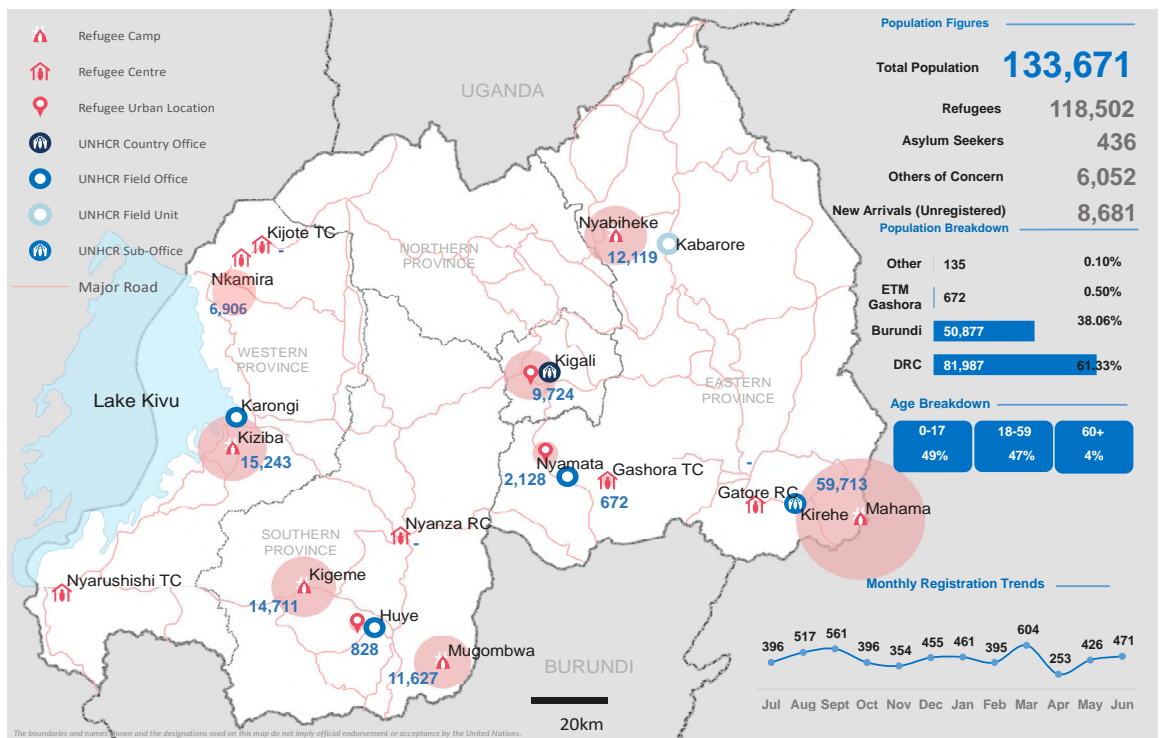 Refugee Camp
Refugee Centre
Refugee Urban Location
UNHCR Country Office
UNHCR Field Office
UNHCR Field Unit
UNHCR Sub-Office
Major Road
UGANDA
Kijote TC
-
Nkamira
6,906
NORTHERN
PROVINCE
Nyabiheke
12,119
Kabarore
WESTERN
PROVINCE
Lake Kivu
Karongi
Kiziba
15,243
Kigali
9,724
EASTERN
PROVINCE
Nyamata
2,128
Gashora TC
672
-
Gatore RC
59,713
Kirehe
Mahama
Nyanza RC
-
SOUTHERN
PROVINCE
Nyarushishi TC
Kigeme
14,711
Huye
828
Mugombwa
11,627
BURUNDI
20km
The boundaries and names shown and the designations used on this map do not imply official endorsement or acceptance by the United Nations.
Population Figures
Total Population 133,671
Refugees 118,502
Asylum Seekers 436
Others of Concern 6,052
New Arrivals (Unregistered) 8,681
Population Breakdown
Other 135 0.10%
ETM
Gashora 672 0.50%
Burundi 50,877 38.06%
DRC 81,987 61.33%
Age Breakdown
0-17 18-59 60+
49% 47% 4%
Monthly Registration Trends
396 517 561 396 354 455 461 395 604 253 426 471
Jul Aug Sept Oct Nov Dec Jan Feb Mar Apr May Jun